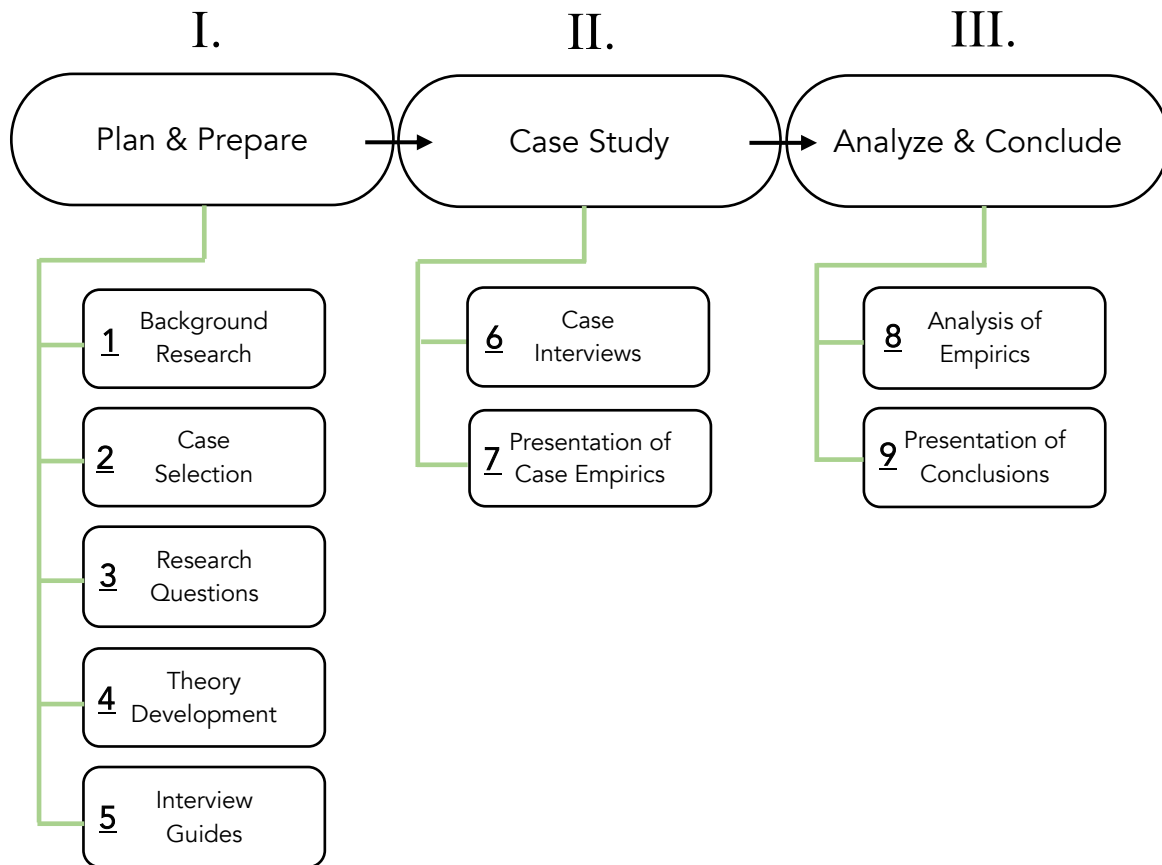 I.
II.
III.
Plan & Prepare
Case Study
Analyze & Conclude
1
Background
Research
2
Case
Selection
3
Research
Questions
4
Theory
Development
5
Interview
Guides
6
Case
Interviews
7
Presentation of
Case Empirics
8
Analysis of
Empirics
9
Presentation of
Conclusions